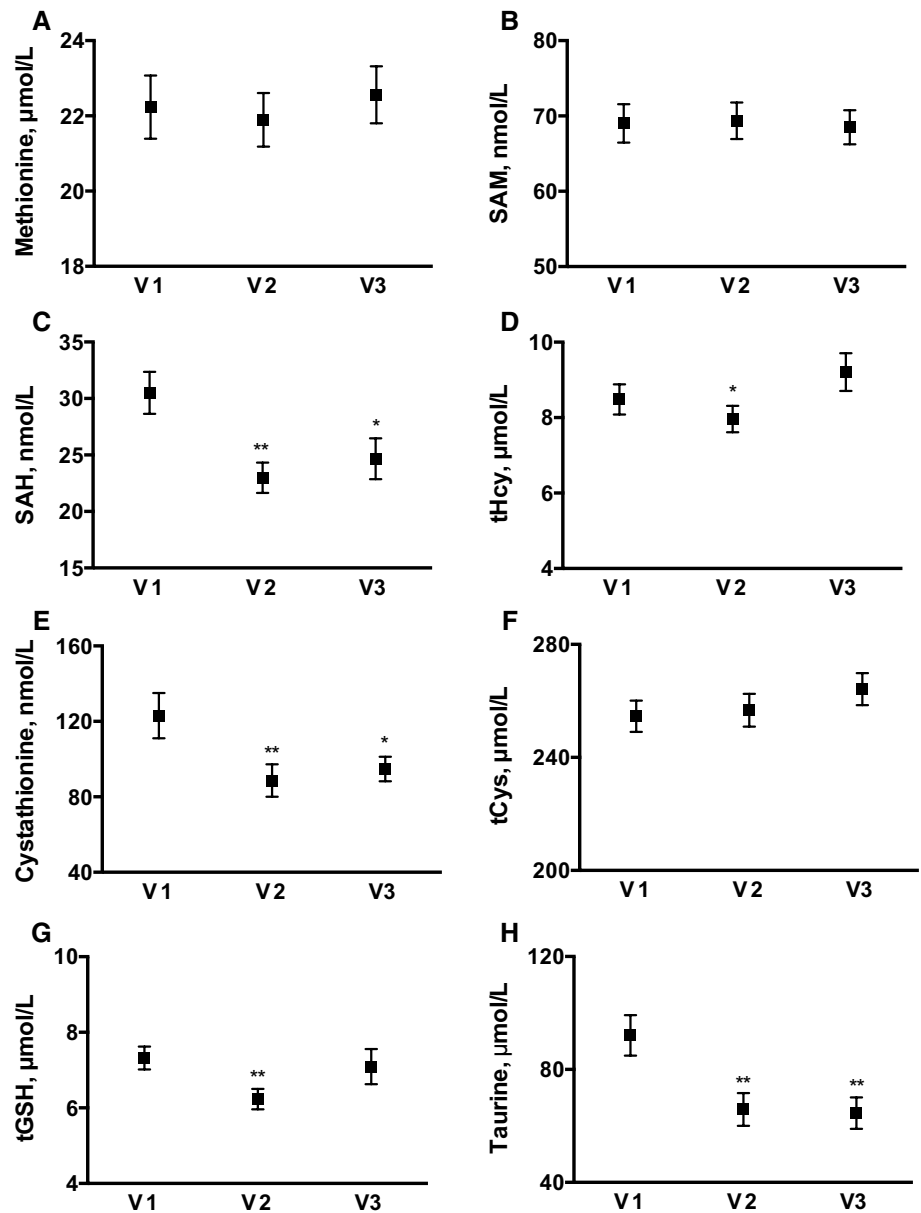 A
Methionine, µmol/L
24
22
20
18
V1 V2 V3
B
SAM, nmol/L
80
70
60
50
V1 V2 V3
C
SAH, nmol/L
35
30
25
20
15
**
*
V1 V2 V3
D
tHcy, µmol/L
10
8
6
4
*
V1 V2 V3
E
Cystathionine, nmol/L
160
120
80
40
**
*
V1 V2 V3
F
tCys, µmol/L
280
240
200
V1 V2 V3
G
tGSH, µmol/L
10
8
6
4
**
V1 V2 V3
H
Taurine, µmol/L
120
80
40
**
**
V1 V2 V3